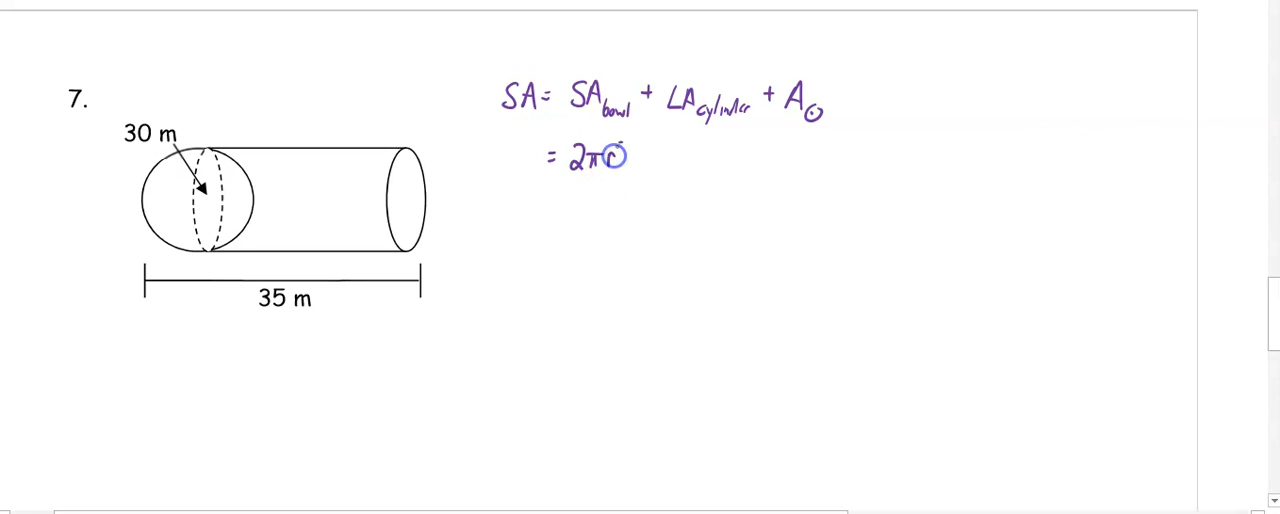 7.
SA = SA bowl + LA cylinder + A⊙
30 m
= 2πr
35 m